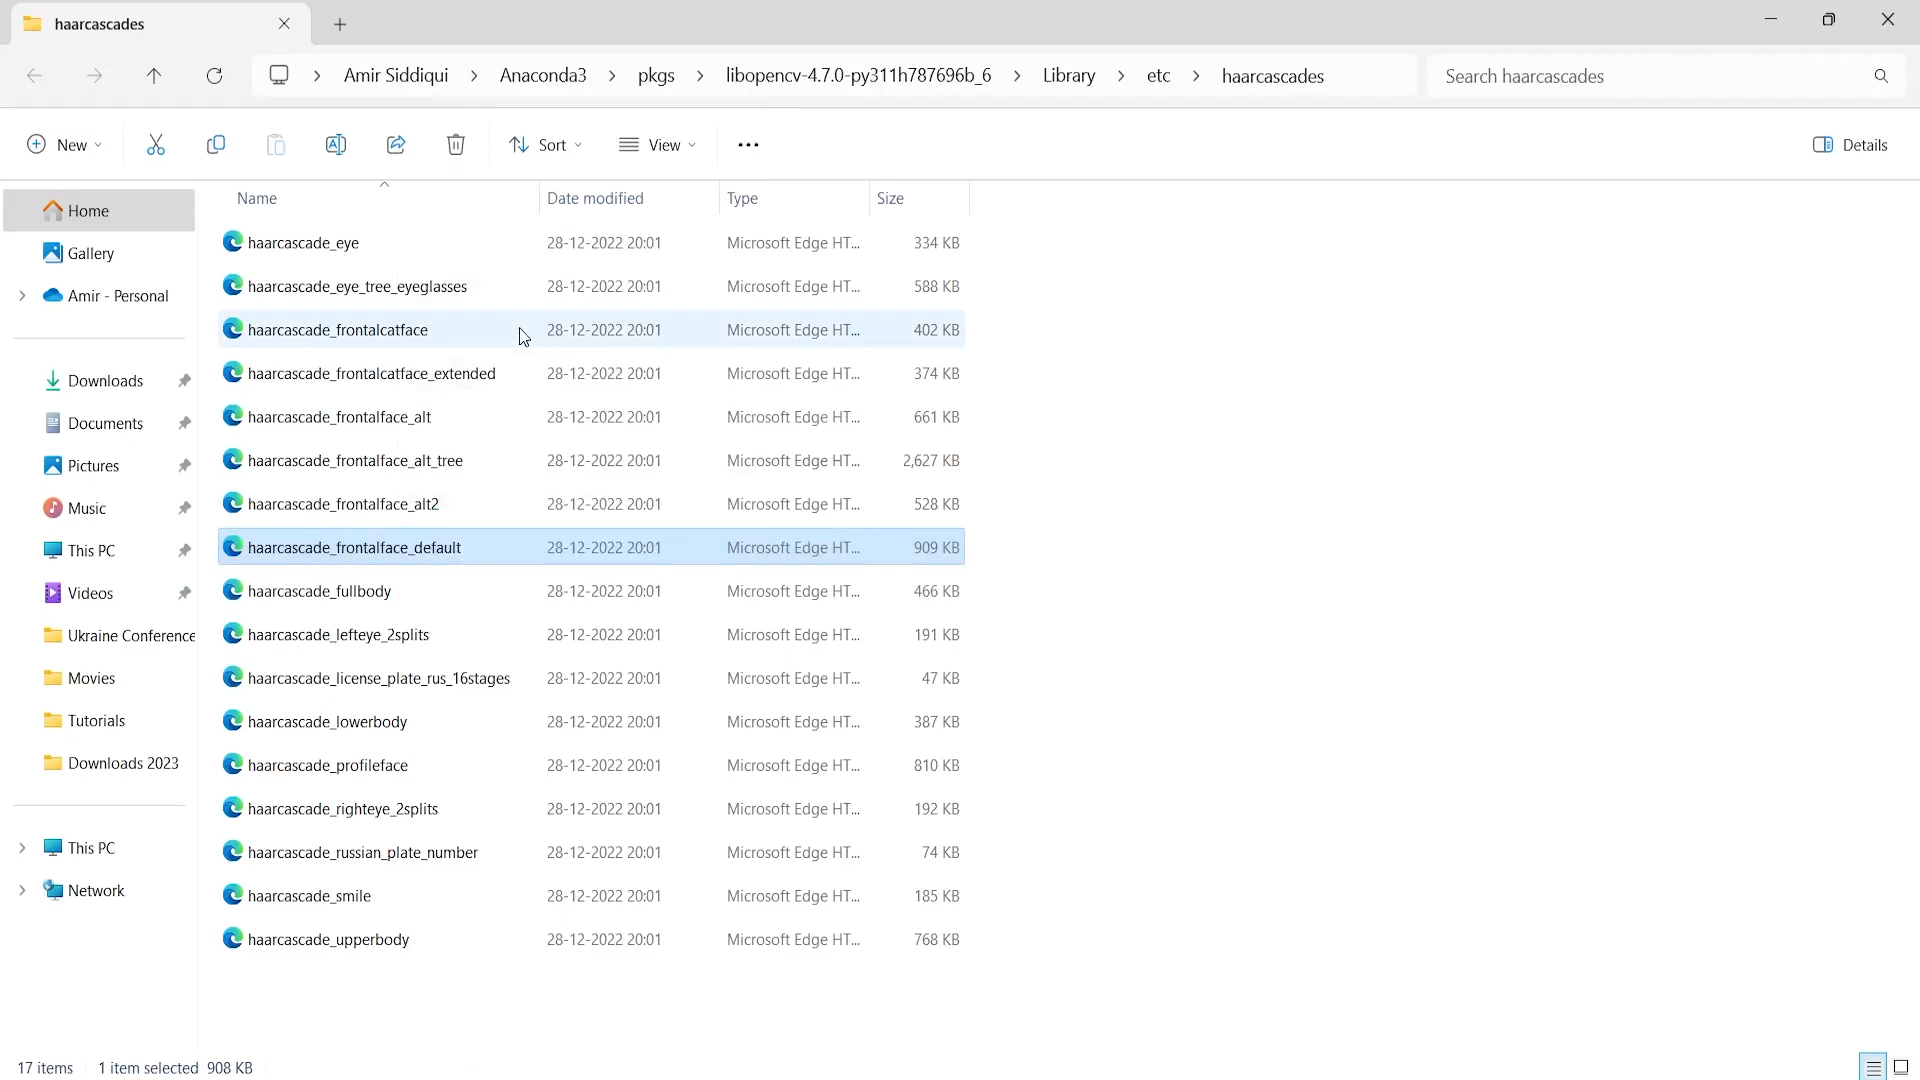 haarcascades
Amir Siddiqui > Anaconda3 > pkgs > libopencv-4.7.0-py311h787696b_6 > Library > etc > haarcascades
Search haarcascades
New
Sort
View
Details
Name Date modified Type Size
Home
Gallery
Amir - Personal
Downloads
Documents
Pictures
Music
This PC
Videos
Ukraine Conference
Movies
Tutorials
Downloads 2023
This PC
Network
haarcascade_eye 28-12-2022 20:01 Microsoft Edge HT... 334 KB
haarcascade_eye_tree_eyeglasses 28-12-2022 20:01 Microsoft Edge HT... 588 KB
haarcascade_frontalcatface 28-12-2022 20:01 Microsoft Edge HT... 402 KB
haarcascade_frontalcatface_extended 28-12-2022 20:01 Microsoft Edge HT... 374 KB
haarcascade_frontalface_alt 28-12-2022 20:01 Microsoft Edge HT... 661 KB
haarcascade_frontalface_alt_tree 28-12-2022 20:01 Microsoft Edge HT... 2,627 KB
haarcascade_frontalface_alt2 28-12-2022 20:01 Microsoft Edge HT... 528 KB
haarcascade_frontalface_default 28-12-2022 20:01 Microsoft Edge HT... 909 KB
haarcascade_fullbody 28-12-2022 20:01 Microsoft Edge HT... 466 KB
haarcascade_lefteye_2splits 28-12-2022 20:01 Microsoft Edge HT... 191 KB
haarcascade_license_plate_rus_16stages 28-12-2022 20:01 Microsoft Edge HT... 47 KB
haarcascade_lowerbody 28-12-2022 20:01 Microsoft Edge HT... 387 KB
haarcascade_profileface 28-12-2022 20:01 Microsoft Edge HT... 810 KB
haarcascade_righteye_2splits 28-12-2022 20:01 Microsoft Edge HT... 192 KB
haarcascade_russian_plate_number 28-12-2022 20:01 Microsoft Edge HT... 74 KB
haarcascade_smile 28-12-2022 20:01 Microsoft Edge HT... 185 KB
haarcascade_upperbody 28-12-2022 20:01 Microsoft Edge HT... 768 KB
17 items 1 item selected 908 KB